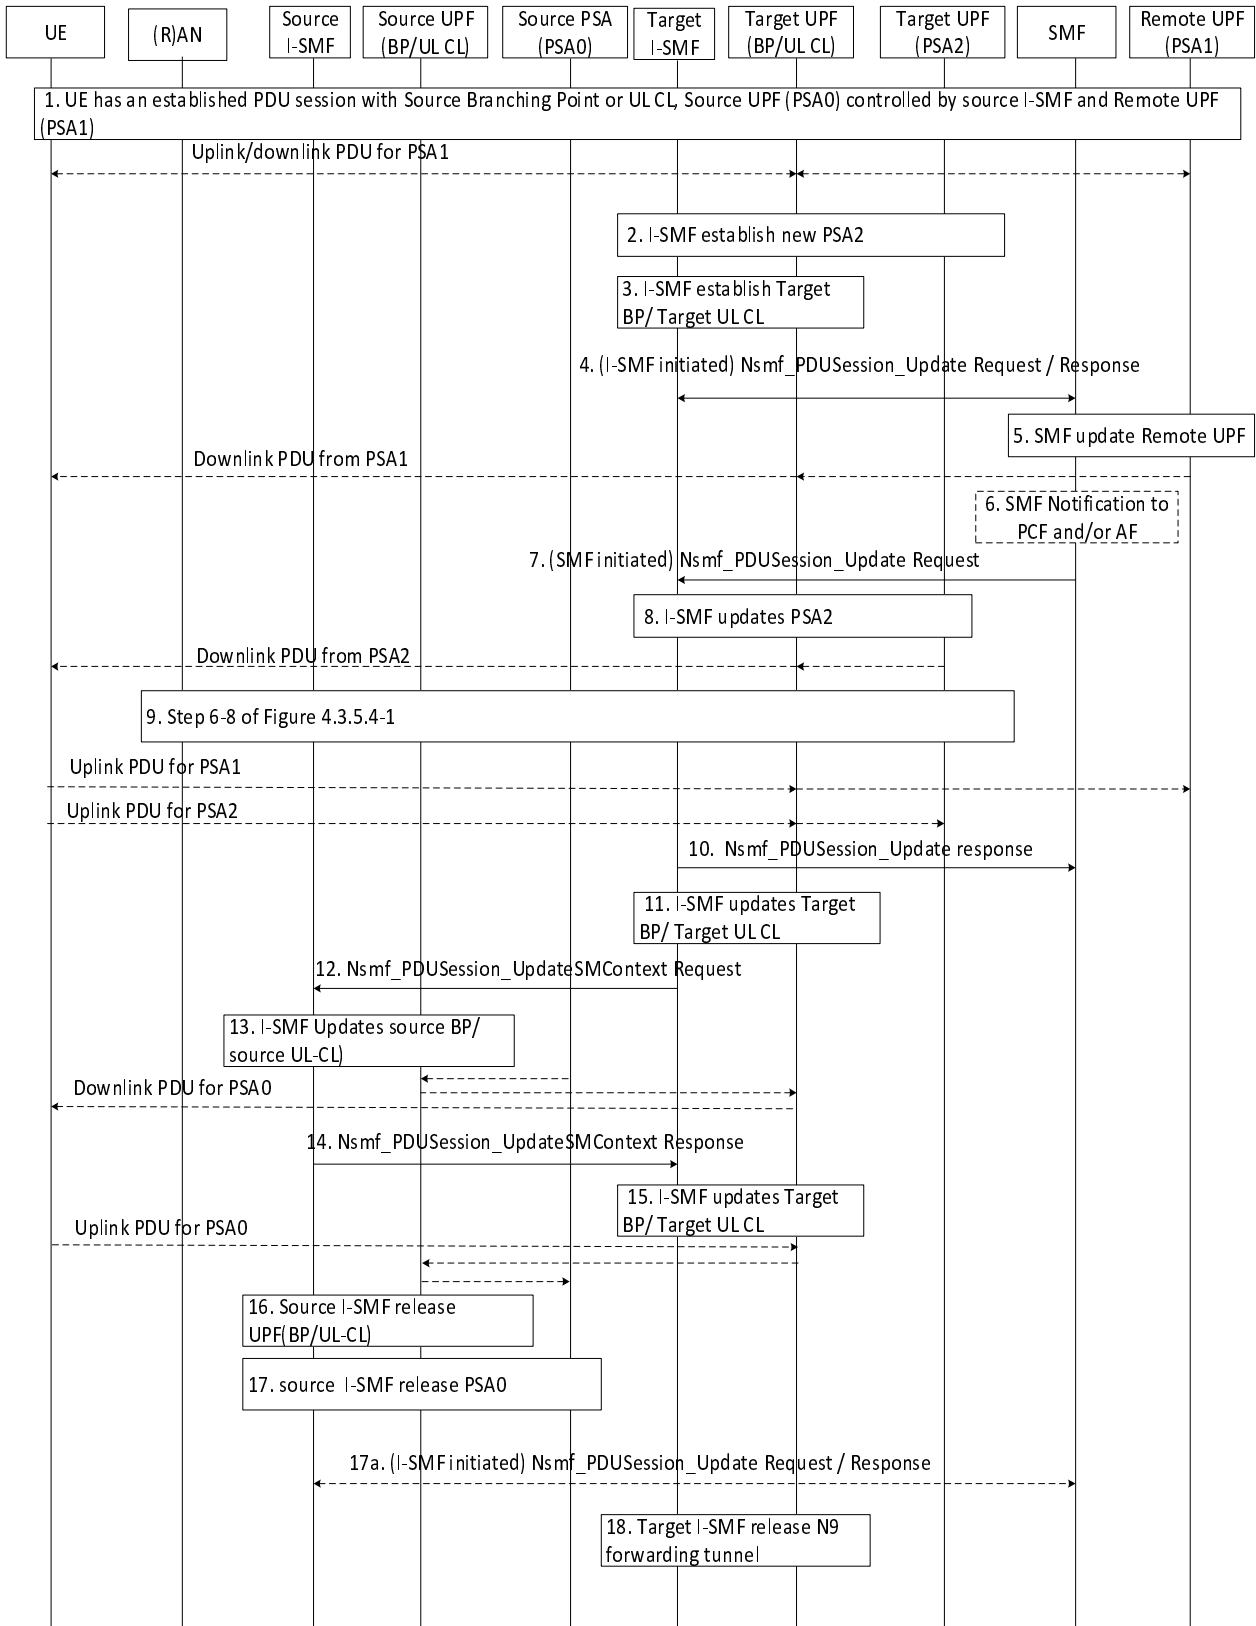 UE
(R)AN
Source
I-SMF
Source UPF
(BP/UL CL)
Source PSA
(PSA0)
Target
I-SMF
Target UPF
(BP/UL CL)
Target UPF
(PSA2)
SMF
Remote UPF
(PSA1)
1. UE has an established PDU session with Source Branching Point or UL CL, Source UPF (PSA0) controlled by source I-SMF and Remote UPF
(PSA1)
Uplink/downlink PDU for PSA1
2. I-SMF establish new PSA2
3. I-SMF establish Target
BP/ Target UL CL
4. (I-SMF initiated) Nsmf_PDUSession_Update Request / Response
5. SMF update Remote UPF
Downlink PDU from PSA1
6. SMF Notification to
PCF and/or AF
7. (SMF initiated) Nsmf_PDUSession_Update Request
8. I-SMF updates PSA2
Downlink PDU from PSA2
9. Step 6-8 of Figure 4.3.5.4-1
Uplink PDU for PSA1
Uplink PDU for PSA2
10. Nsmf_PDUSession_Update response
11. I-SMF updates Target
BP/ Target UL CL
12. Nsmf_PDUSession_UpdateSMContext Request
13. I-SMF Updates source BP/
source UL-CL)
Downlink PDU for PSA0
14. Nsmf_PDUSession_UpdateSMContext Response
15. I-SMF updates Target
BP/ Target UL CL
Uplink PDU for PSA0
16. Source I-SMF release
UPF(BP/UL-CL)
17. source I-SMF release PSA0
17a. (I-SMF initiated) Nsmf_PDUSession_Update Request / Response
18. Target I-SMF release N9
forwarding tunnel